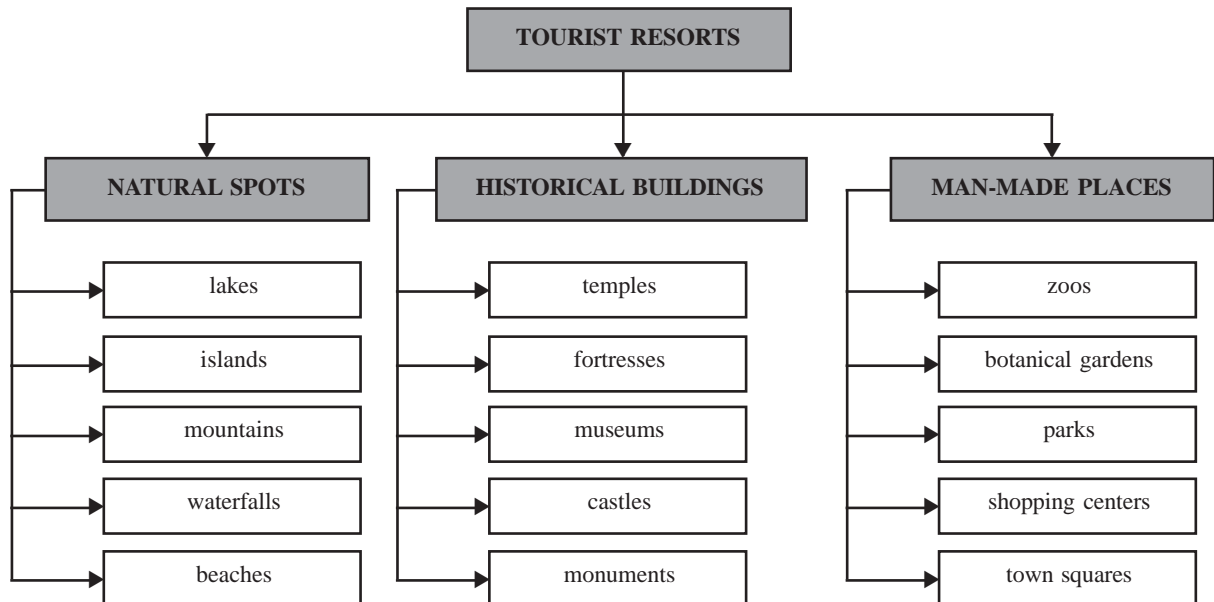 TOURIST RESORTS
NATURAL SPOTS
lakes
islands
mountains
waterfalls
beaches
HISTORICAL BUILDINGS
temples
fortresses
museums
castles
monuments
MAN-MADE PLACES
zoos
botanical gardens
parks
shopping centers
town squares